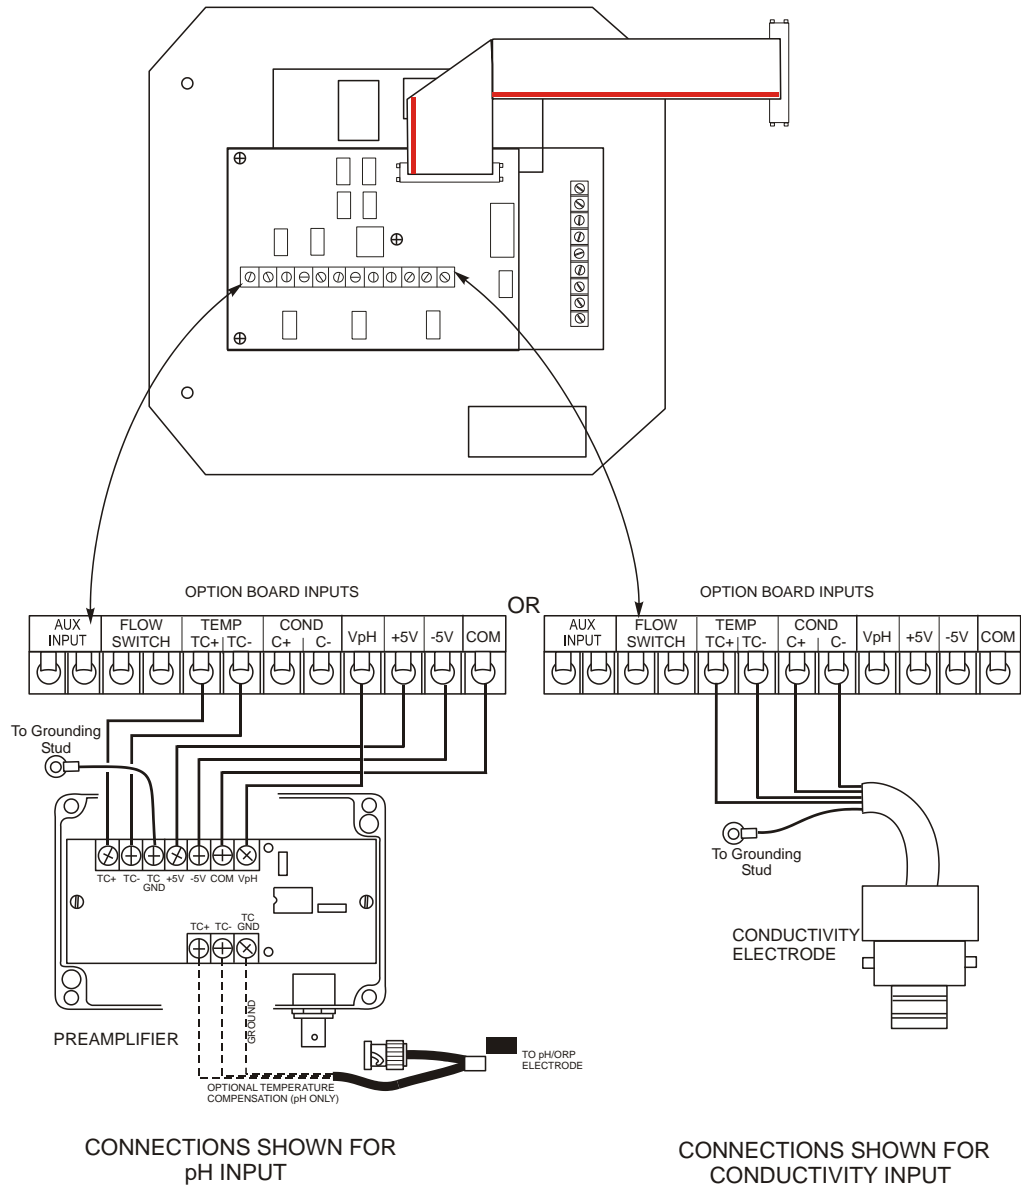 OPTION BOARD INPUTS
OR
OPTION BOARD INPUTS
AUX INPUT
FLOW SWITCH
TEMP
TC+ TC-
COND
C+ C-
VpH
+5V
-5V
COM
AUX INPUT
FLOW SWITCH
TEMP
TC+ TC-
COND
C+ C-
VpH
+5V
-5V
COM
To Grounding
Stud
TC+ TC- TC GND +5V -5V COM VpH
TC+ TC- TC GND
GROUND
PREAMPLIFIER
OPTIONAL TEMPERATURE
COMPENSATION (pH ONLY)
TO pH/ORP
ELECTRODE
To Grounding
Stud
CONDUCTIVITY
ELECTRODE
CONNECTIONS SHOWN FOR
pH INPUT
CONNECTIONS SHOWN FOR
CONDUCTIVITY INPUT